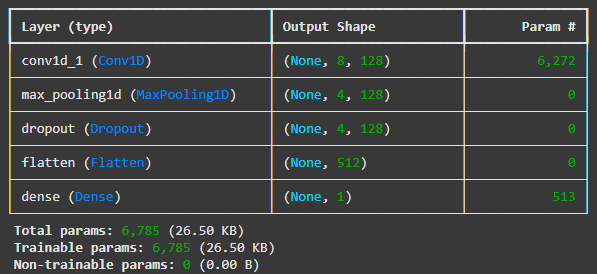 Layer (type) Output Shape Param #
conv1d_1 (Conv1D) (None, 8, 128) 6,272
max_pooling1d (MaxPooling1D) (None, 4, 128) 0
dropout (Dropout) (None, 4, 128) 0
flatten (Flatten) (None, 512) 0
dense (Dense) (None, 1) 513
Total params: 6,785 (26.50 KB)
Trainable params: 6,785 (26.50 KB)
Non-trainable params: 0 (0.00 B)